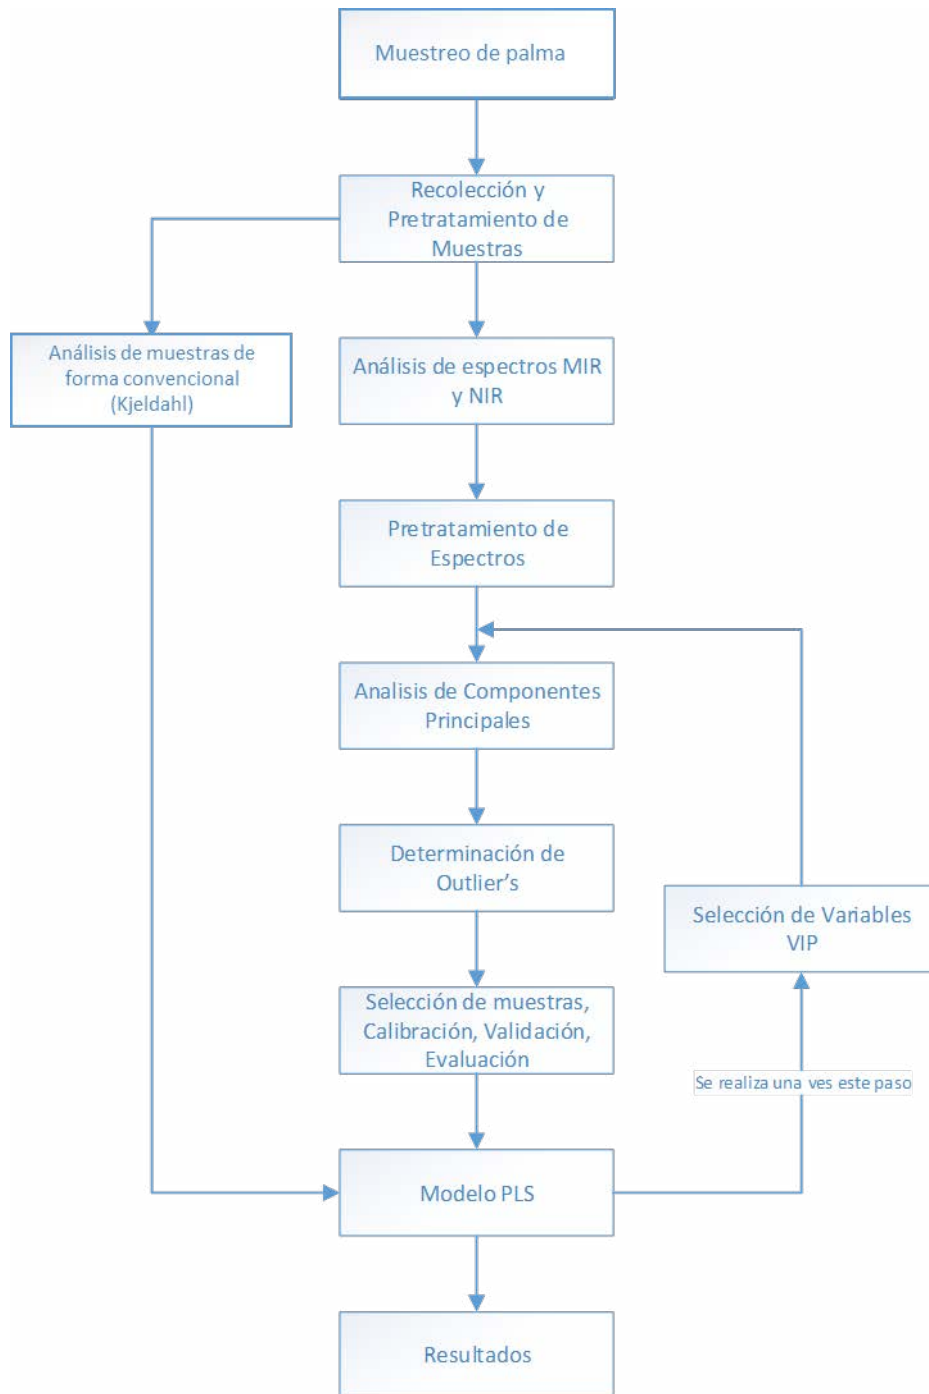 Muestreo de palma
Recolección y
Pretratamiento de
Muestras
Análisis de muestras de
forma convencional
(Kjeldahl)
Análisis de espectros MIR
y NIR
Pretratamiento de
Espectros
Analisis de Componentes
Principales
Determinación de
Outlier's
Selección de Variables
VIP
Selección de muestras,
Calibración, Validación,
Evaluación
Se realiza una ves este paso
Modelo PLS
Resultados